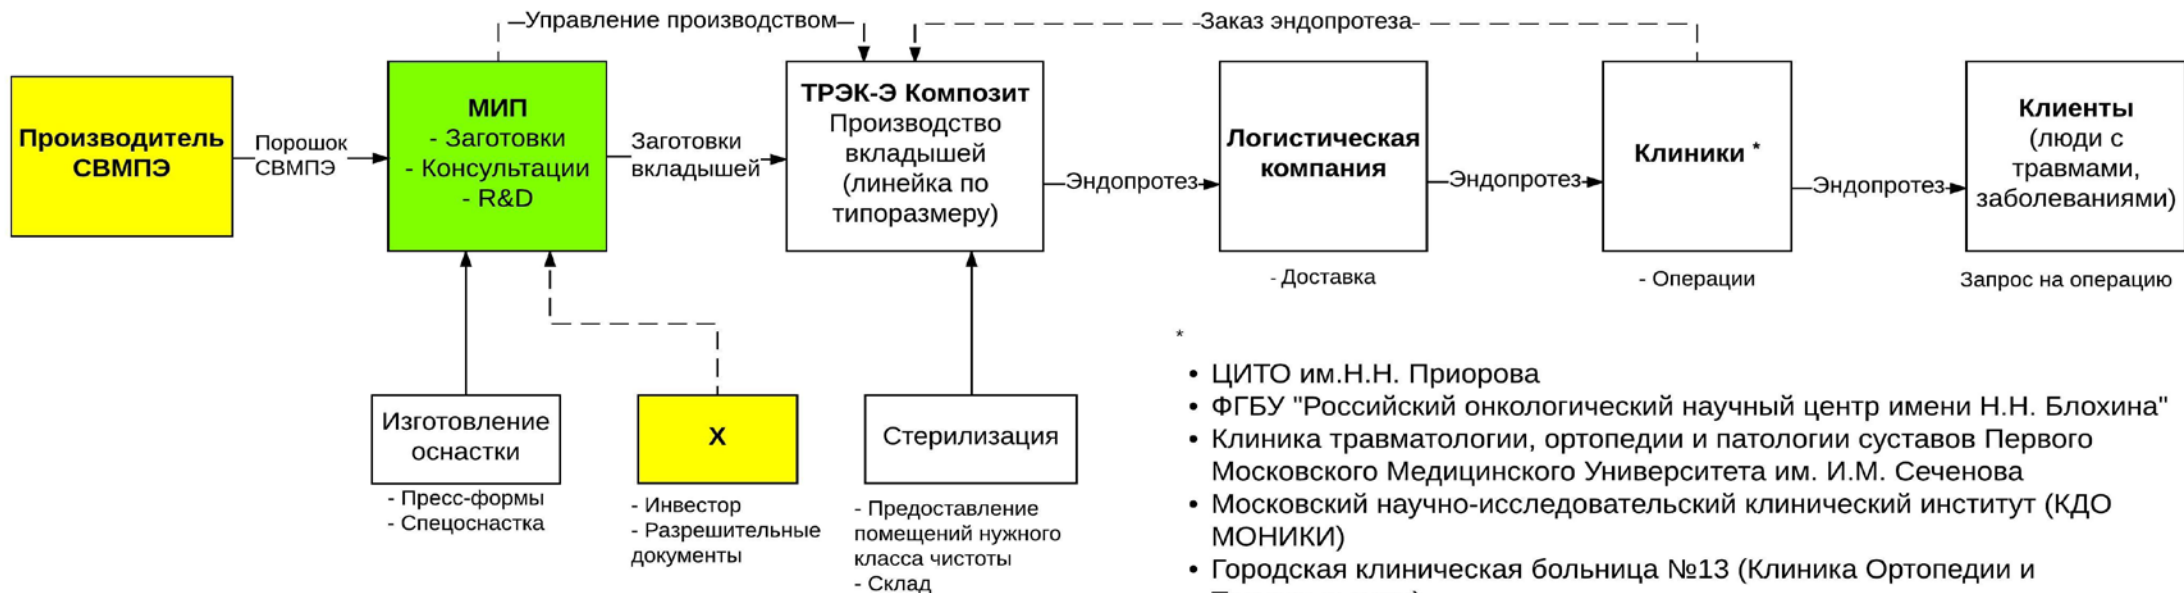 Управление производством
Заказ эндопротеза
Производитель
СВМПЭ
Порошок
СВМПЭ
МИП
- Заготовки
- Консультации
- R&D
Заготовки
вкладышей
ТРЭК-Э Композит
Производство
вкладышей
(линейка по
типоразмеру)
Эндопротез
Логистическая
компания
Эндопротез
Клиники *
Эндопротез
Клиенты
(люди с
травмами,
заболеваниями)
- Доставка
- Операции
Запрос на операцию
Изготовление
оснастки
- Пресс-формы
- Спецоснастка
X
- Инвестор
- Разрешительные
документы
Стерилизация
- Предоставление
помещений нужного
класса чистоты
- Склад
*
• ЦИТО им.Н.Н. Приорова
• ФГБУ "Российский онкологический научный центр имени Н.Н. Блохина"
• Клиника травматологии, ортопедии и патологии суставов Первого
Московского Медицинского Университета им. И.М. Сеченова
• Московский научно-исследовательский клинический институт (КДО
МОНИКИ)
• Городская клиническая больница №13 (Клиника Ортопедии и